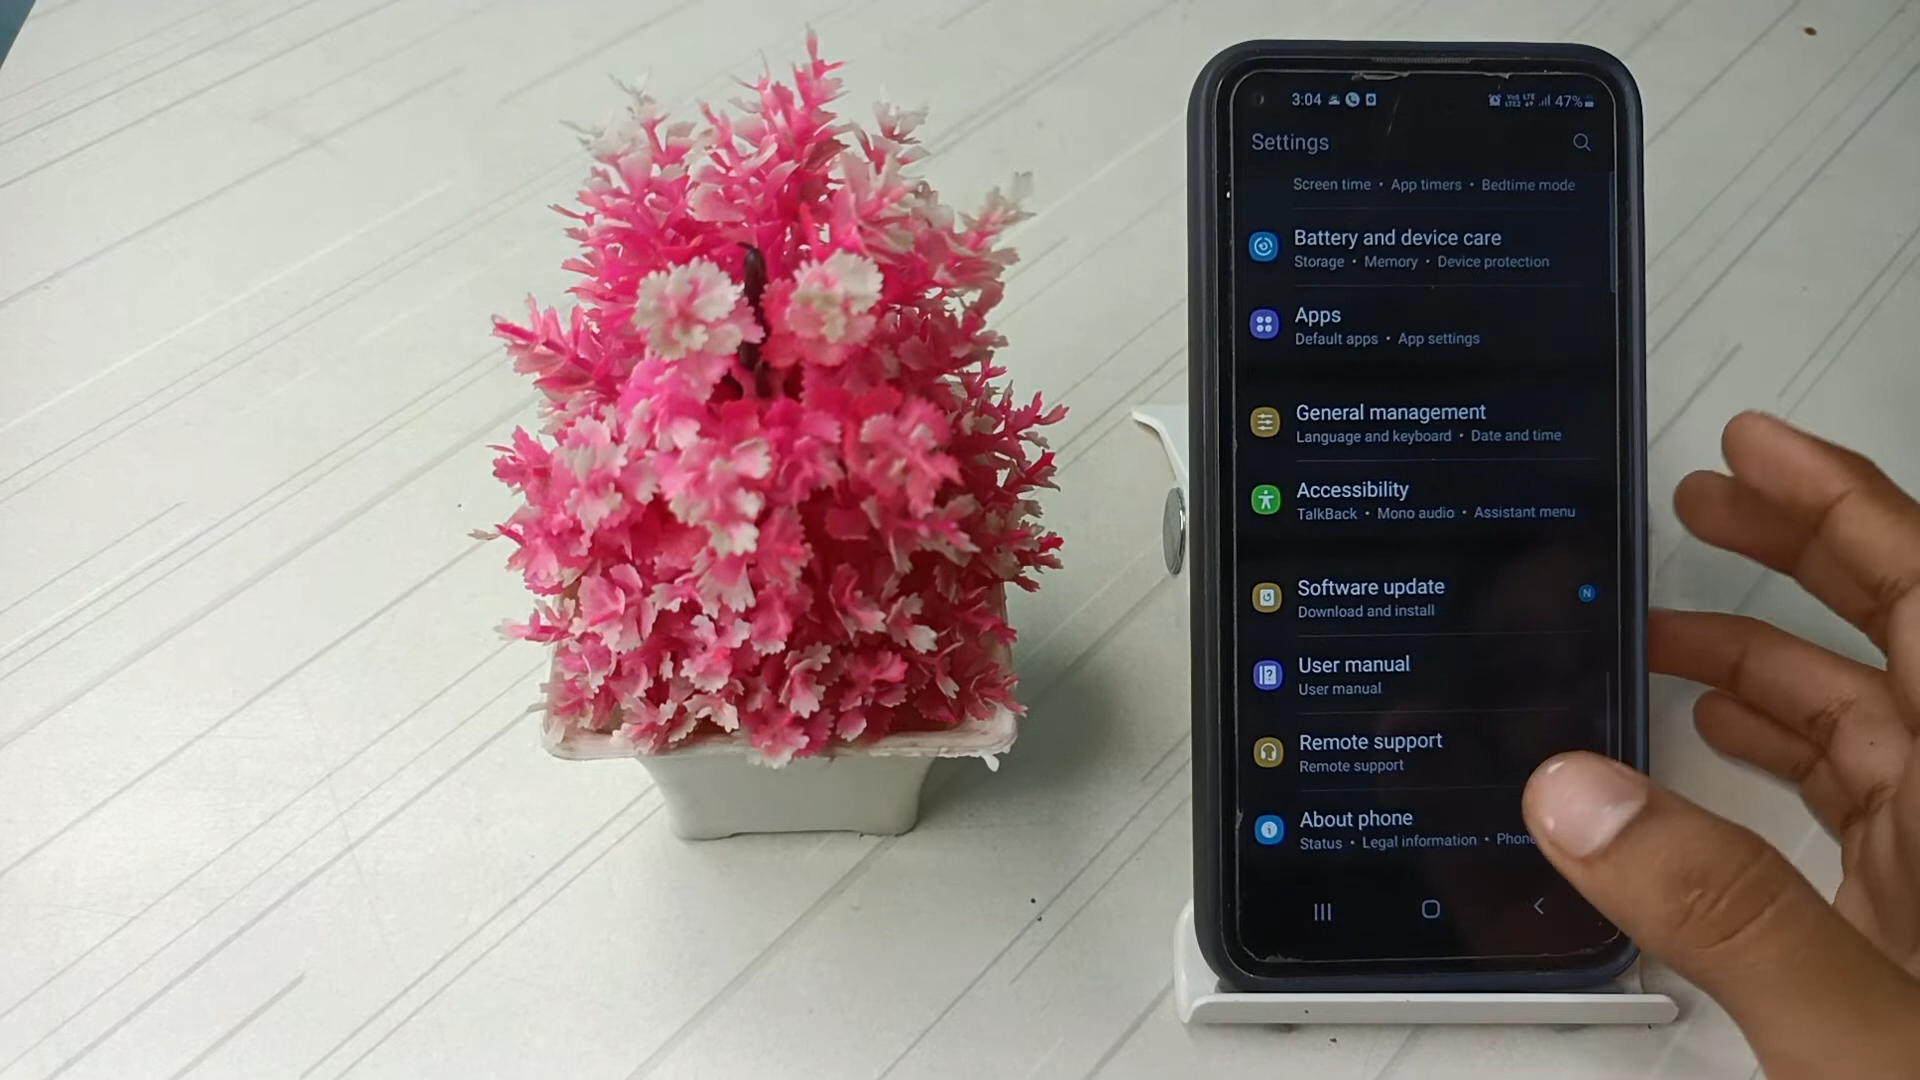 3:04 47%
Settings
Screen time • App timers • Bedtime mode
Battery and device care
Storage • Memory • Device protection
Apps
Default apps • App settings
General management
Language and keyboard • Date and time
Accessibility
TalkBack • Mono audio • Assistant menu
Software update
N
Download and install
User manual
User manual
Remote support
Remote support
About phone
Status • Legal information • Phone